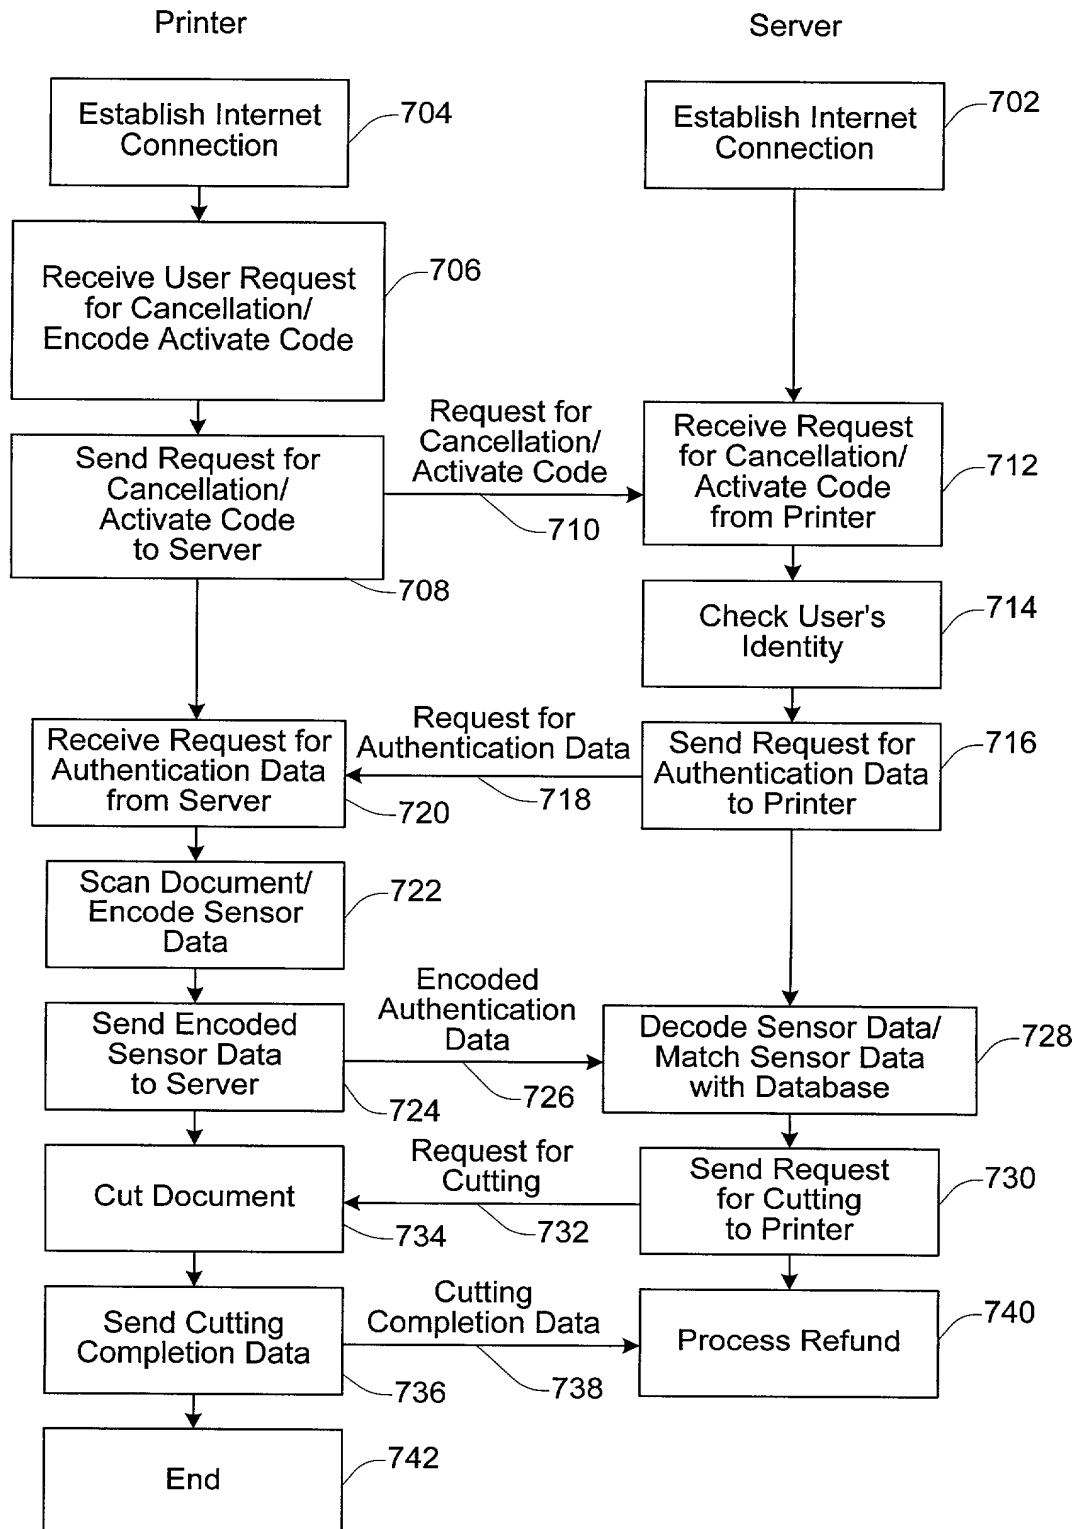 Printer
Server
Establish Internet
Connection
704
Establish Internet
Connection
702
Receive User Request
for Cancellation/
Encode Activate Code
706
Send Request for
Cancellation/
Activate Code
to Server
708
Request for
Cancellation/
Activate Code
710
Receive Request
for Cancellation/
Activate Code
from Printer
712
Check User's
Identity
714
Send Request for
Authentication Data
to Printer
716
Request for
Authentication Data
718
Receive Request for
Authentication Data
from Server
720
Scan Document/
Encode Sensor
Data
722
Send Encoded
Sensor Data
to Server
724
Encoded
Authentication
Data
726
Decode Sensor Data/
Match Sensor Data
with Database
728
Send Request
for Cutting
to Printer
730
Request for
Cutting
732
Cut Document
734
Send Cutting
Completion Data
736
Cutting
Completion Data
738
Process Refund
740
End
742